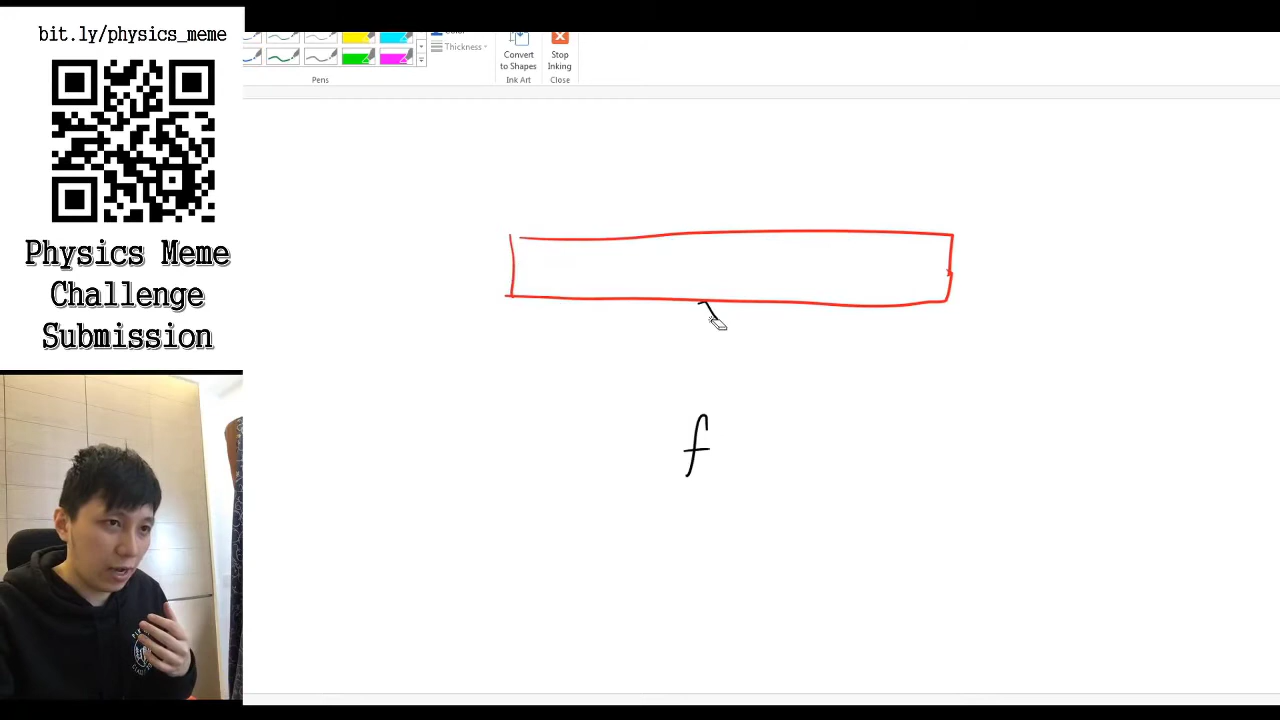 bit.ly/physics_meme
Physics Meme
Challenge
Submission
Thickness
Convert
to Shapes
Stop
Inking
Pens
Ink Art
Close
f